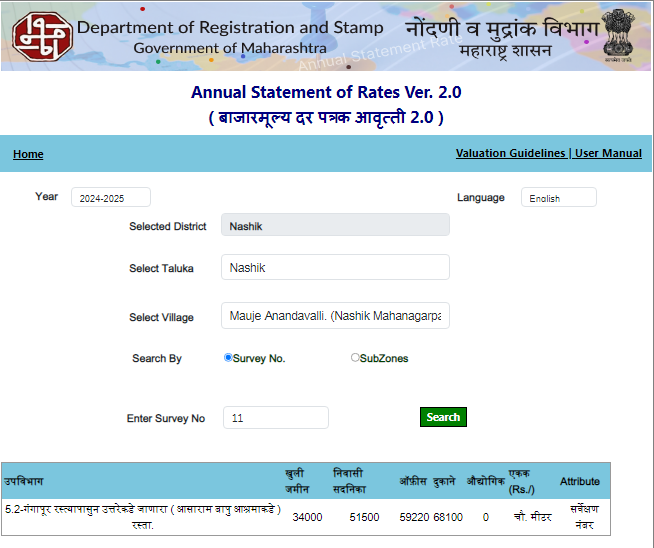 Department of Registration and Stamp
Government of Maharashtra
नोंदणी व मुद्रांक विभाग
महाराष्ट्र शासन
Annual Statement Rate
Annual Statement of Rates Ver. 2.0
( बाजारमूल्य दर पत्रक आवृत्ती 2.0 )
Home
Valuation Guidelines | User Manual
Year 2024-2025 Language English
Selected District Nashik
Select Taluka Nashik
Select Village Mauje Anandavalli. (Nashik Mahanagarpa
Search By Survey No. SubZones
Enter Survey No 11 Search
उपविभाग खुली जमीन निवासी सदनिका ऑफ़ीस दुकाने औद्योगिक एकक (Rs./) Attribute
5.2-गंगापूर रस्त्यापासुन उत्तरेकडे जाणारा ( आसाराम बापु आश्रमाकडे ) रस्ता. 34000 51500 59220 68100 0 चौ. मीटर सर्वेक्षण नंबर